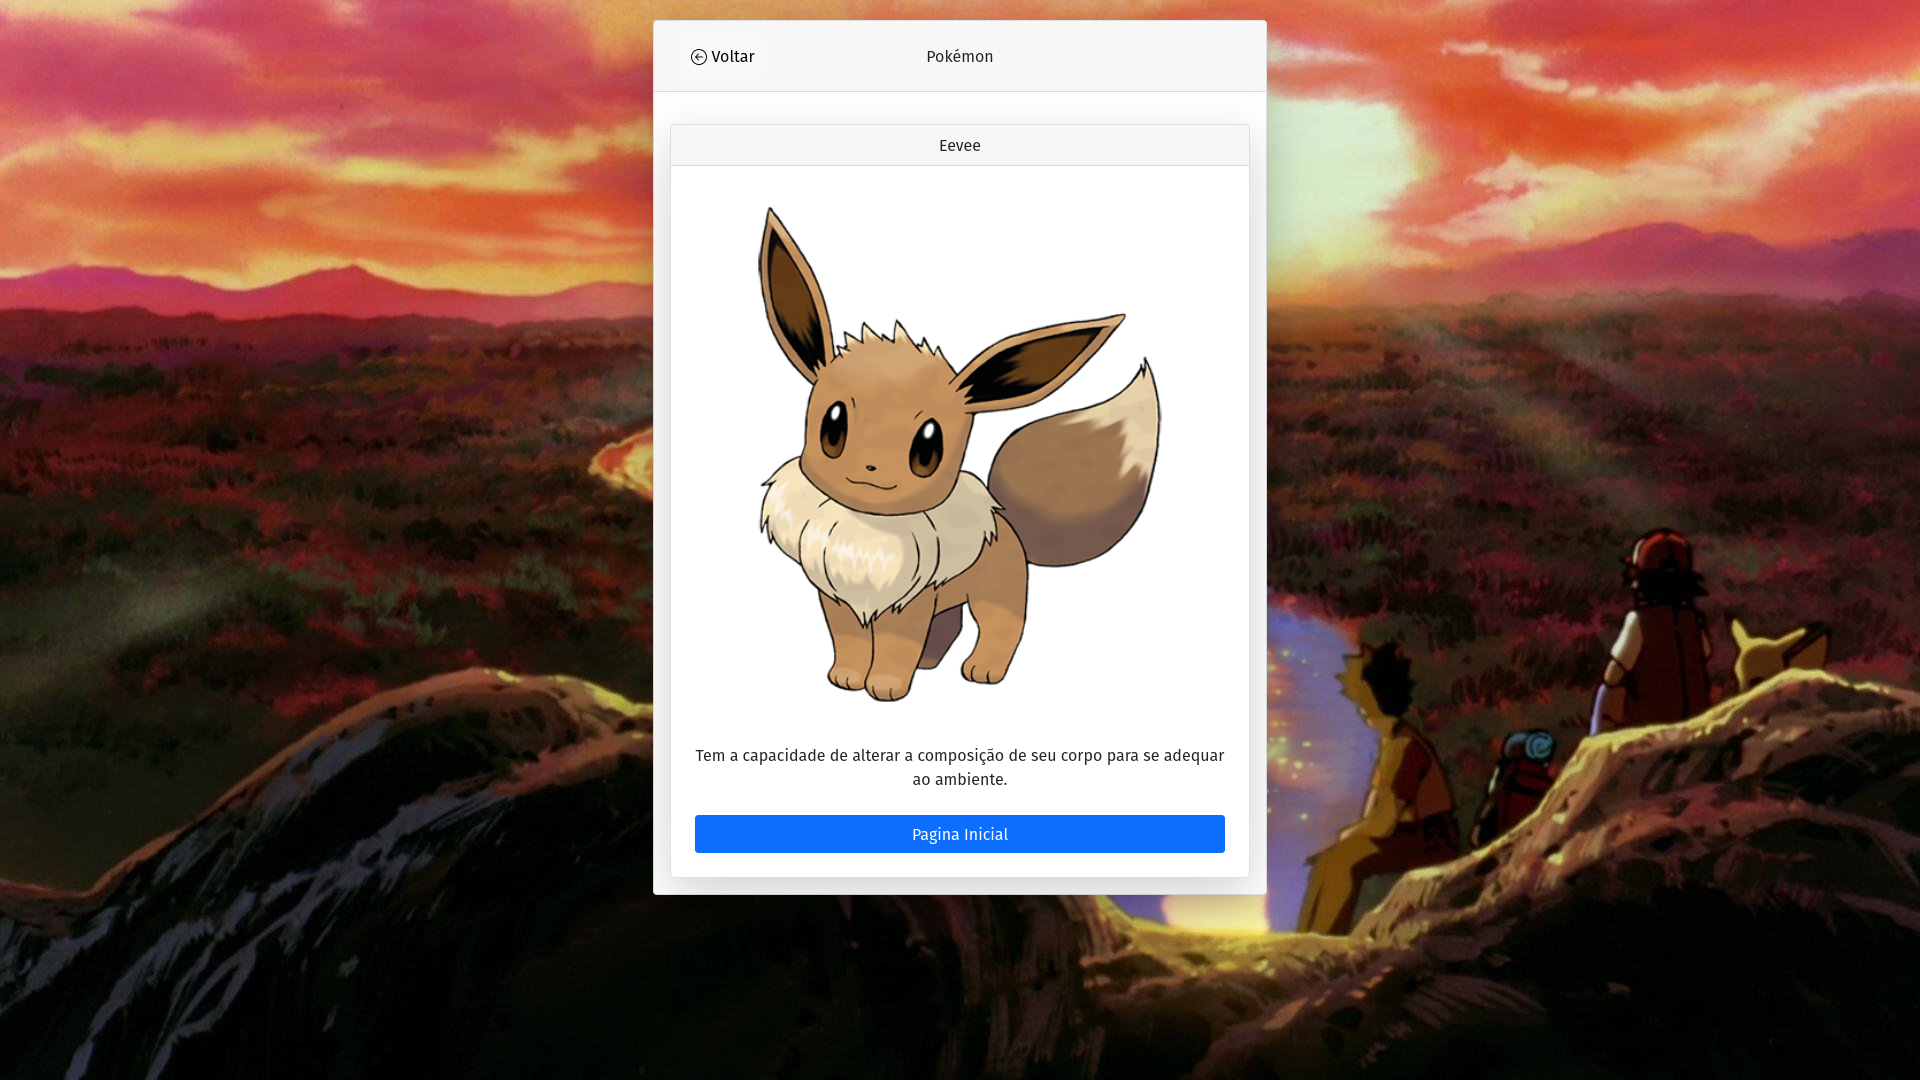 Voltar
Pokémon
Eevee
Tem a capacidade de alterar a composição de seu corpo para se adequar
ao ambiente.
Pagina Inicial